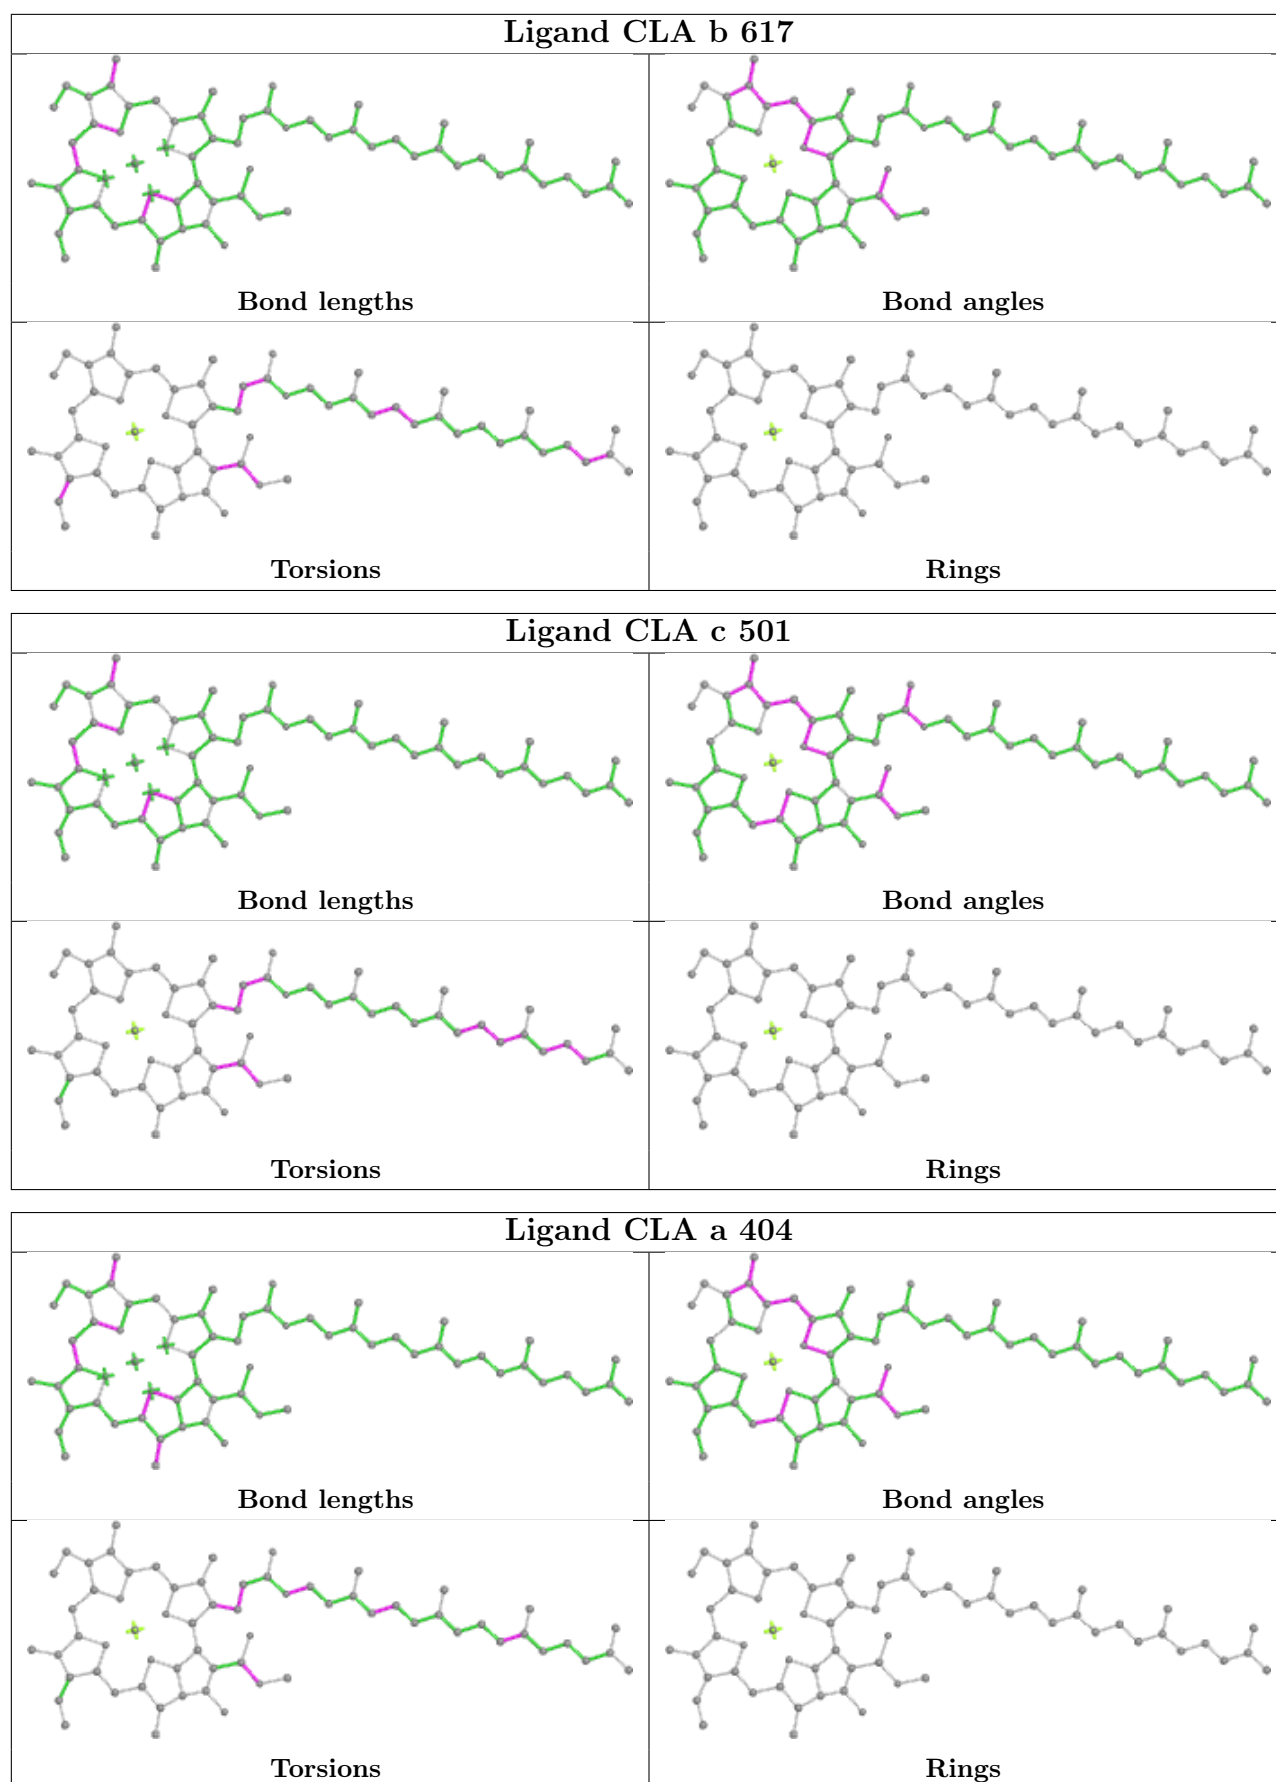 Ligand CLA b 617
Bond lengths
Bond angles
Torsions
Rings
Ligand CLA c 501
Bond lengths
Bond angles
Torsions
Rings
Ligand CLA a 404
Bond lengths
Bond angles
Torsions
Rings